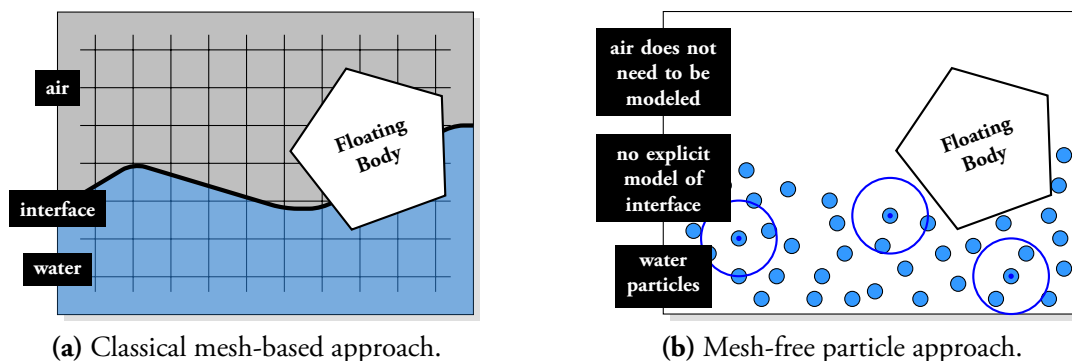 air
interface
water
Floating
Body
(a) Classical mesh-based approach.
air does not
need to be
modeled
no explicit
model of
interface
water
particles
Floating
Body
(b) Mesh-free particle approach.